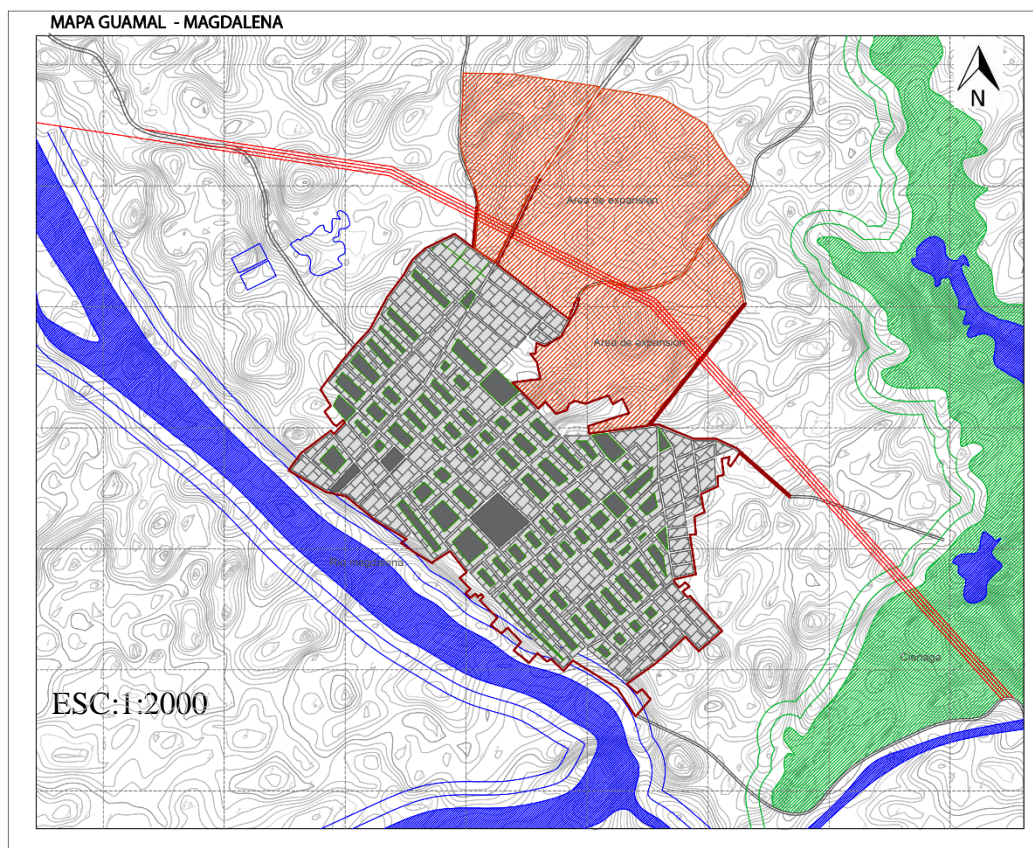 MAPA GUAMAL - MAGDALENA
N
Area de expansion
Area de expansion
Cienaga
ESC:1:2000